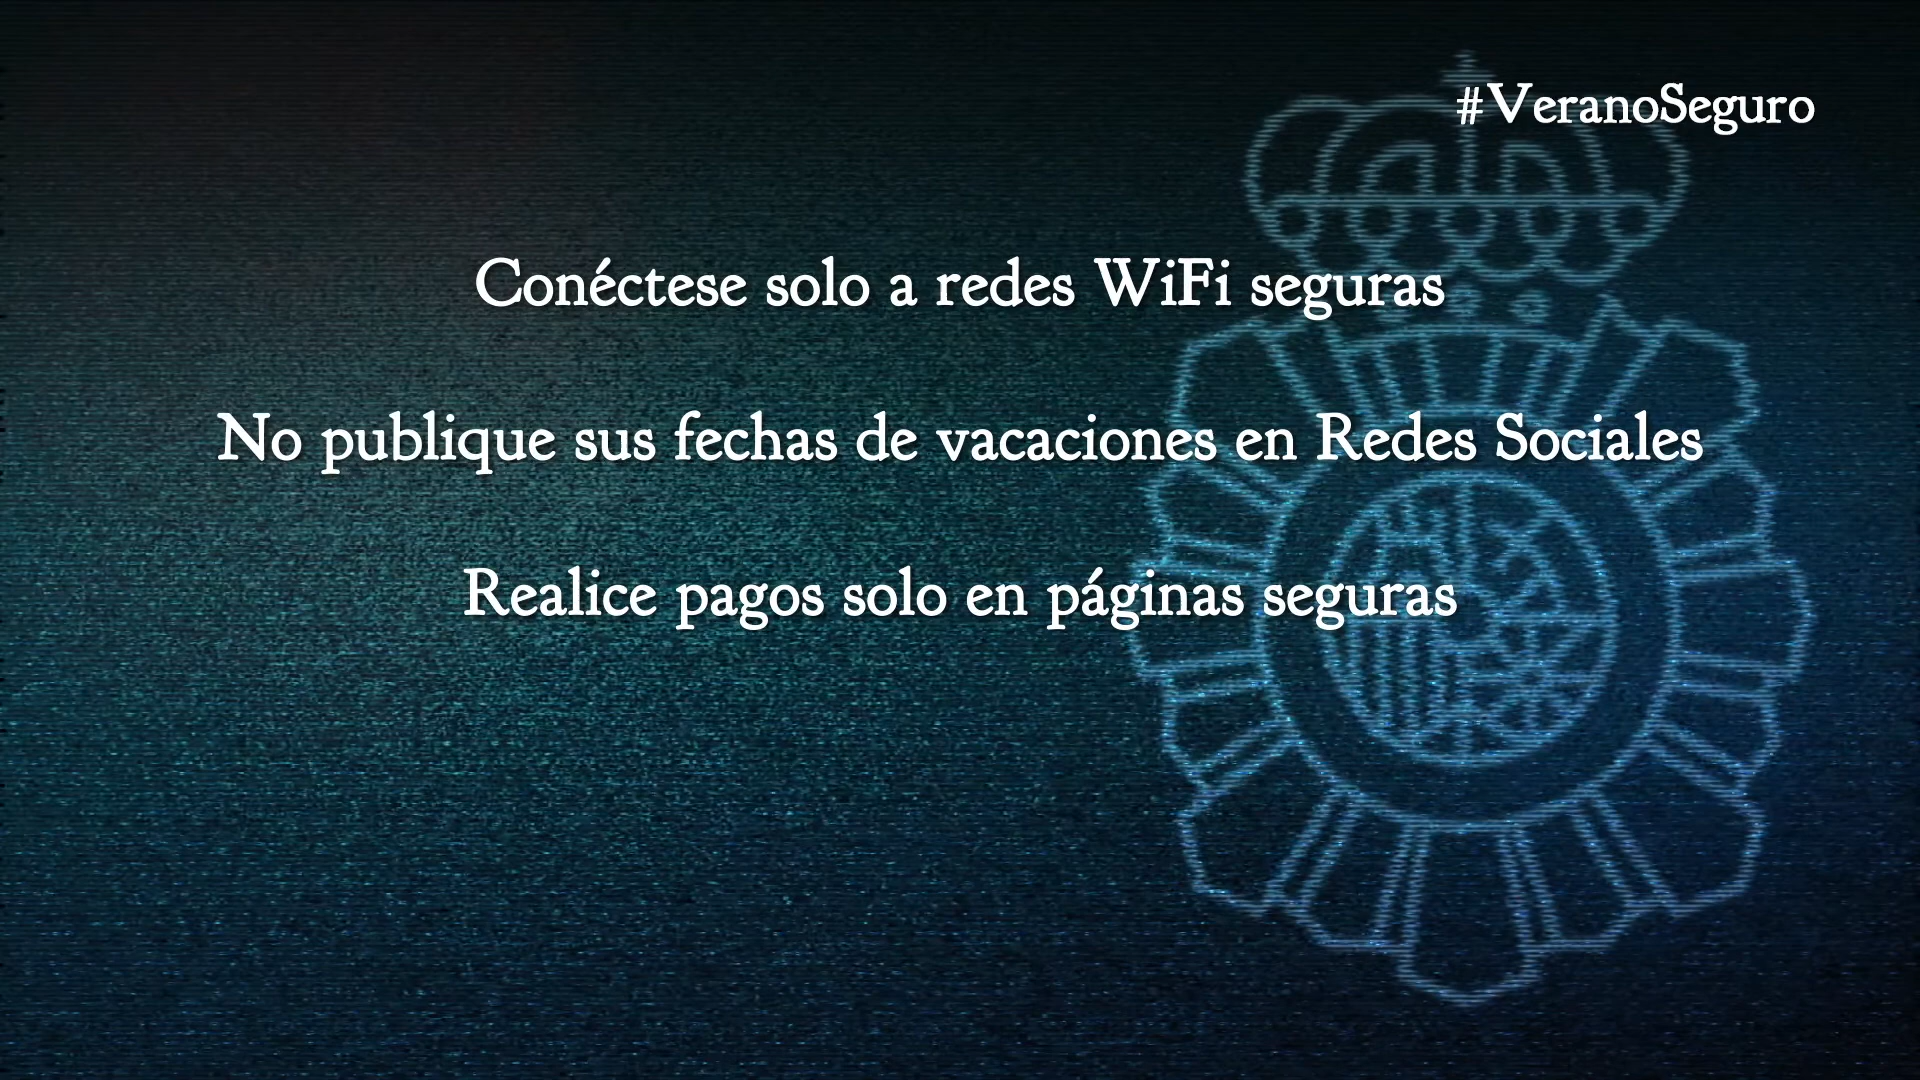 #VeranoSeguro
Conéctese solo a redes WiFi seguras
No publique sus fechas de vacaciones en Redes Sociales
Realice pagos solo en páginas seguras